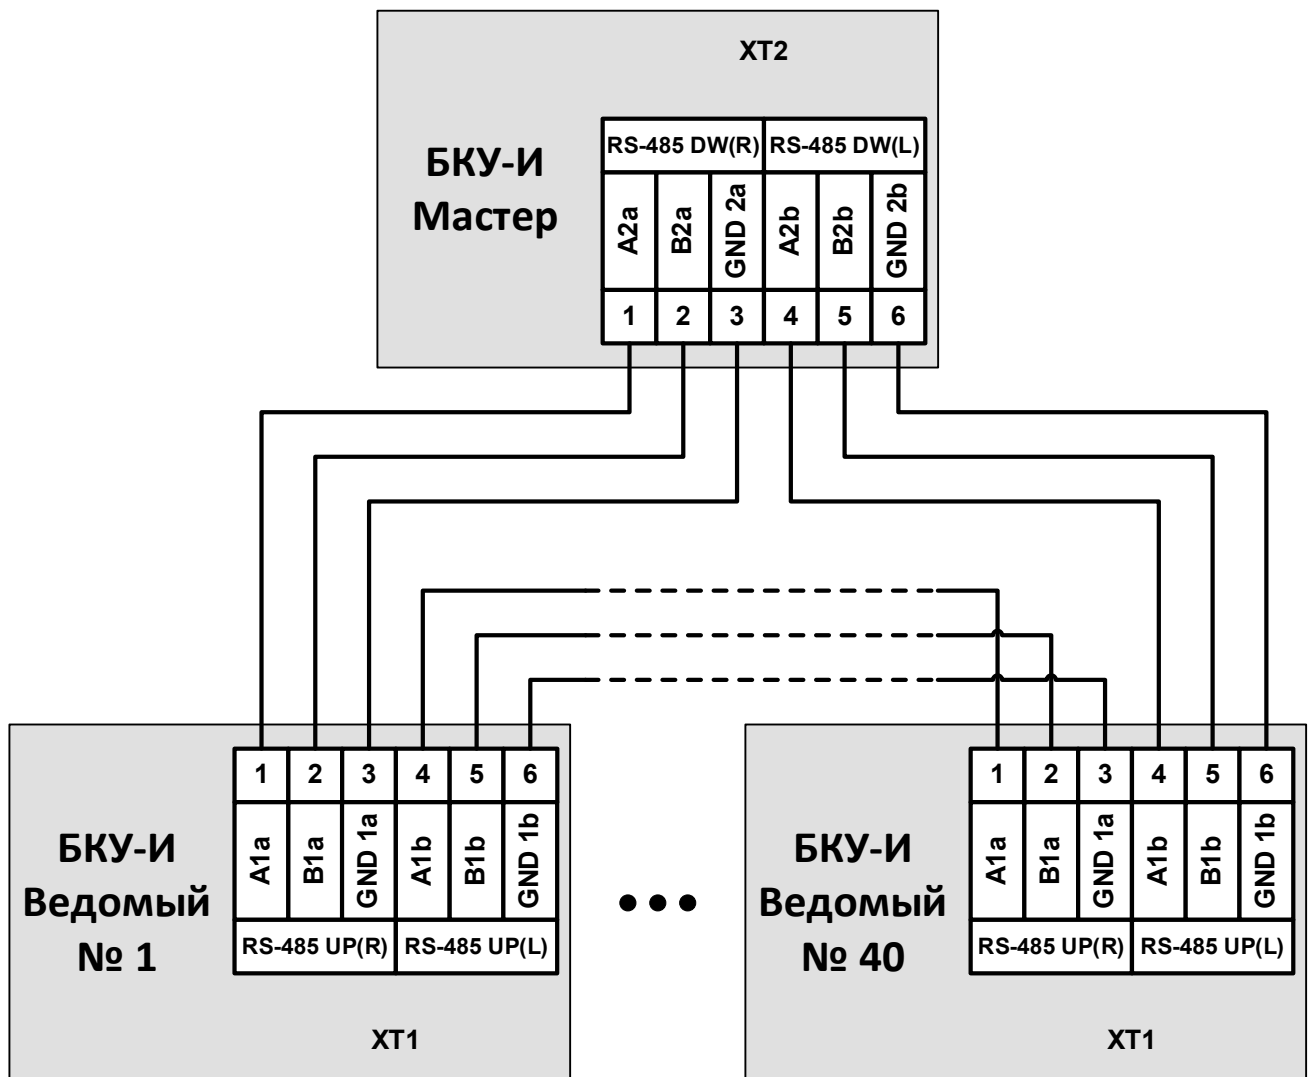 XT2
БКУ-И
Мастер
RS-485 DW(R) RS-485 DW(L)
A2a B2a GND 2a A2b B2b GND 2b
1 2 3 4 5 6
1 2 3 4 5 6
A1a B1a GND 1a A1b B1b GND 1b
БКУ-И
Ведомый
№ 1
RS-485 UP(R) RS-485 UP(L)
XT1
1 2 3 4 5 6
A1a B1a GND 1a A1b B1b GND 1b
БКУ-И
Ведомый
№ 40
RS-485 UP(R) RS-485 UP(L)
XT1